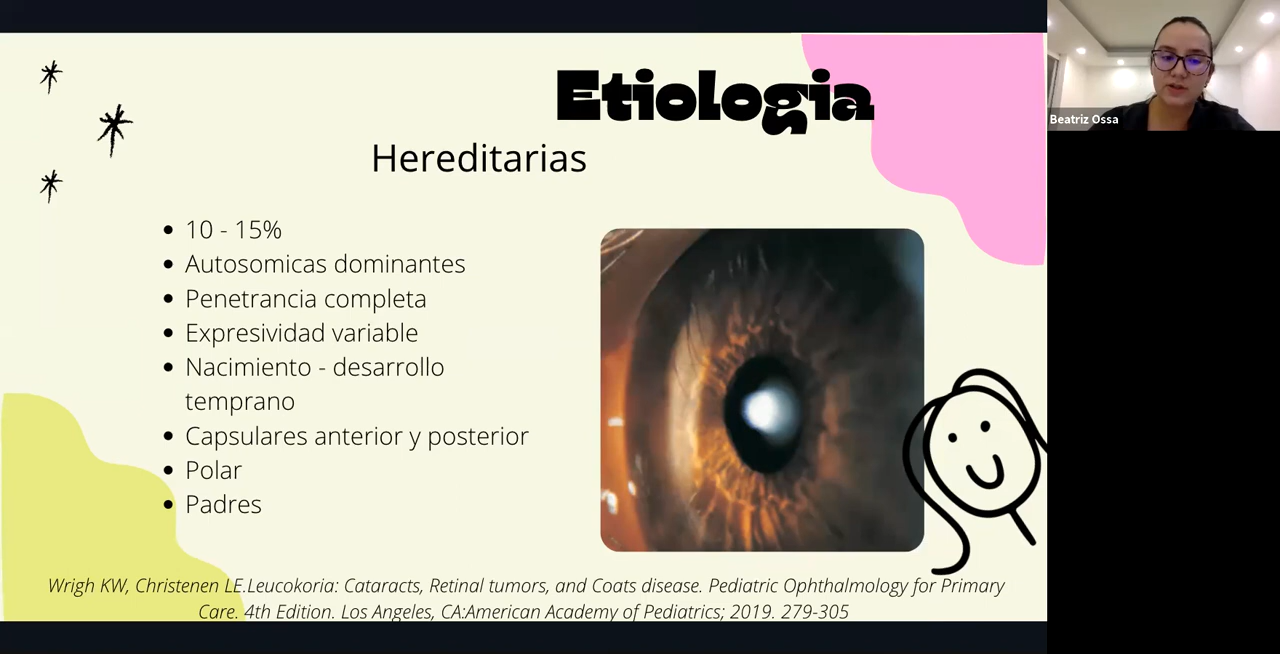 Etiologia
Hereditarias
10 - 15%
Autosomicas dominantes
Penetrancia completa
Expresividad variable
Nacimiento - desarrollo
temprano
Capsulares anterior y posterior
Polar
Padres
Wrigh KW, Christenen LE.Leucokoria: Cataracts, Retinal tumors, and Coats disease. Pediatric Ophthalmology for Primary
Care. 4th Edition. Los Angeles, CA:American Academy of Pediatrics; 2019. 279-305
Beatriz Ossa